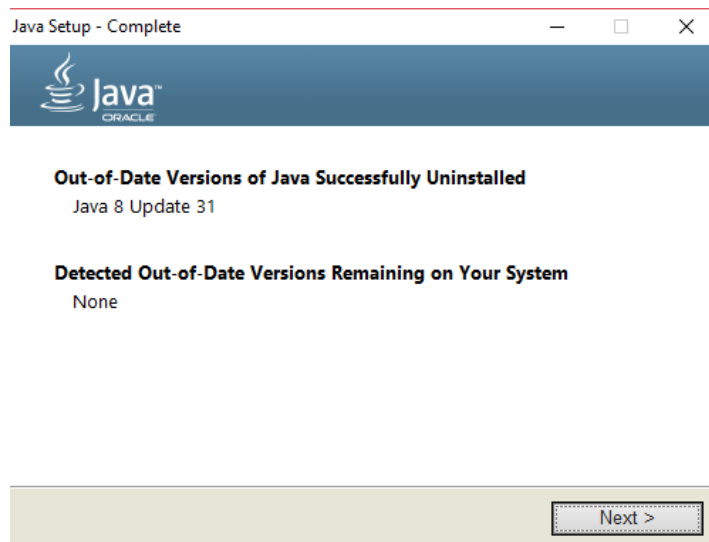 Java Setup - Complete
Java™
ORACLE
Out-of-Date Versions of Java Successfully Uninstalled
Java 8 Update 31
Detected Out-of-Date Versions Remaining on Your System
None
Next >